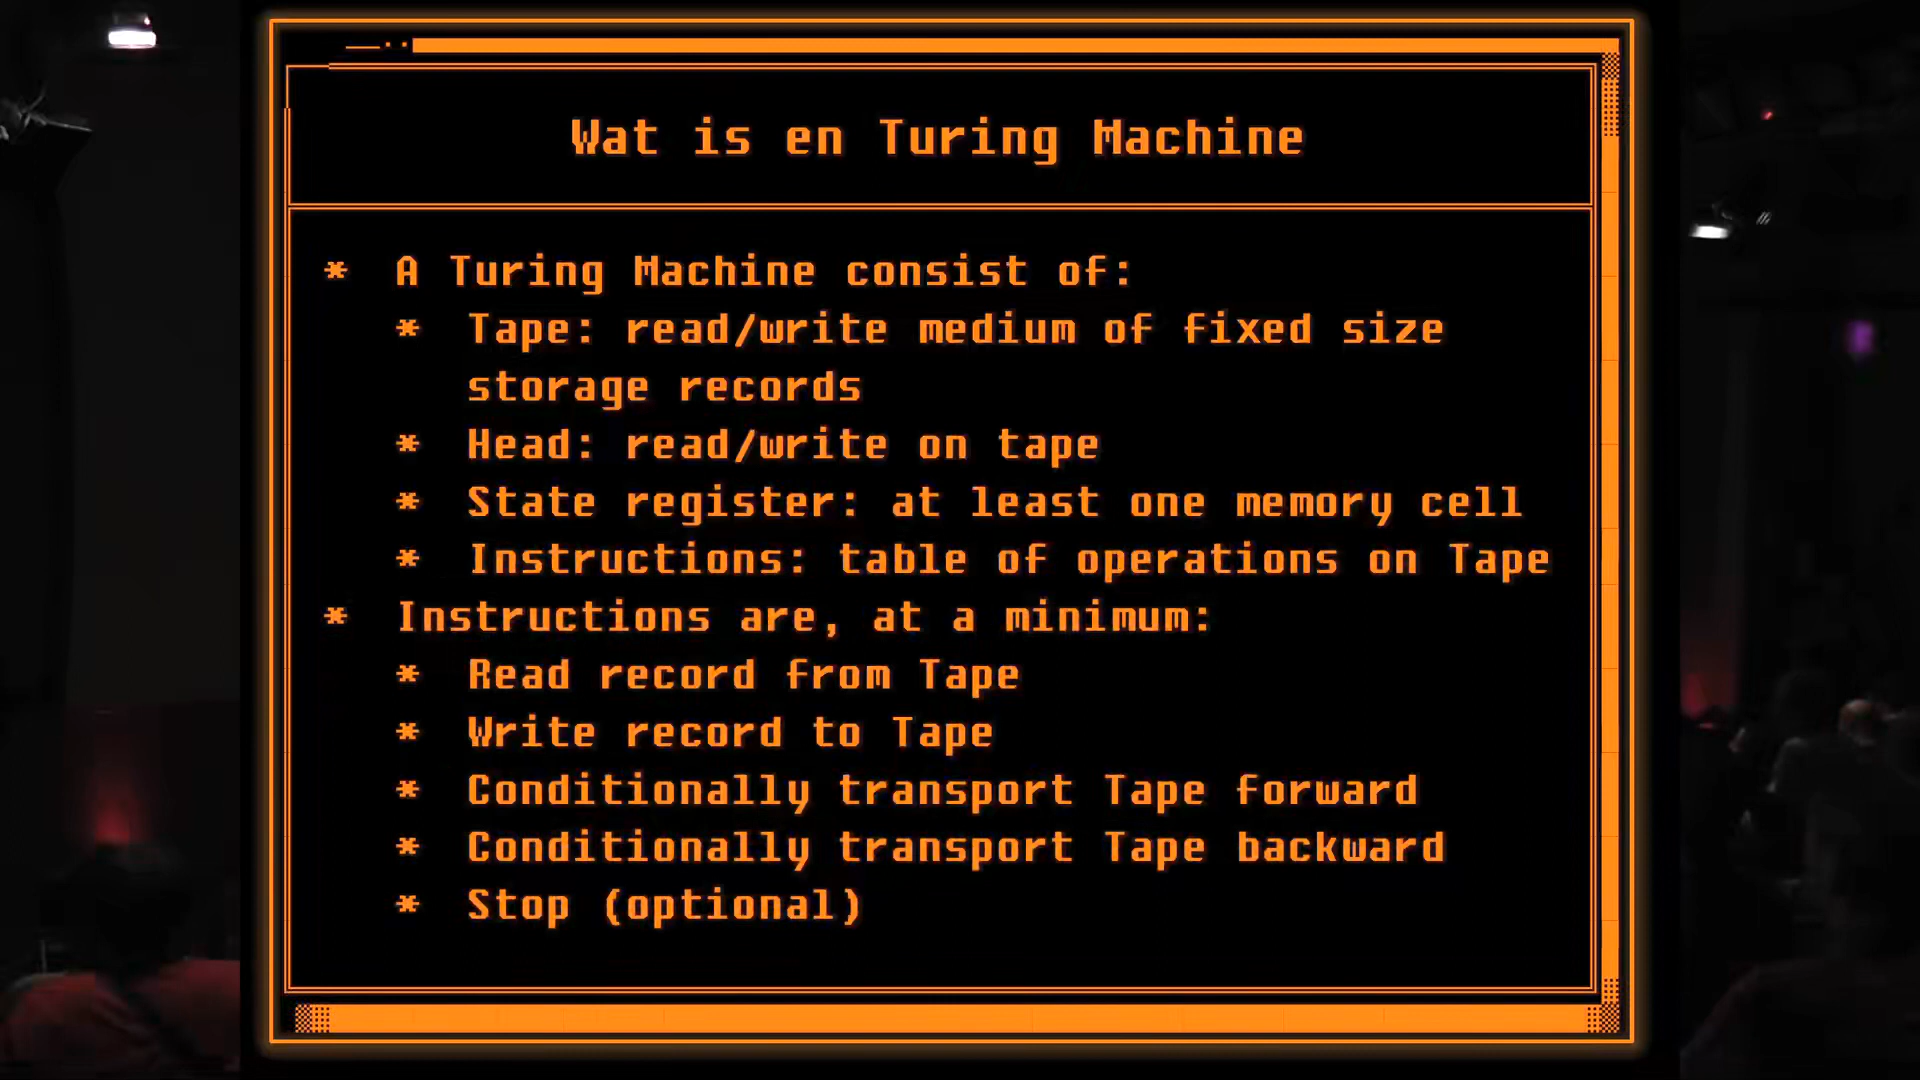 Wat is en Turing Machine
* A Turing Machine consist of:
* Tape: read/write medium of fixed size
storage records
* Head: read/write on tape
* State register: at least one memory cell
* Instructions: table of operations on Tape
* Instructions are, at a minimum:
* Read record from Tape
* Write record to Tape
* Conditionally transport Tape forward
* Conditionally transport Tape backward
* Stop (optional)